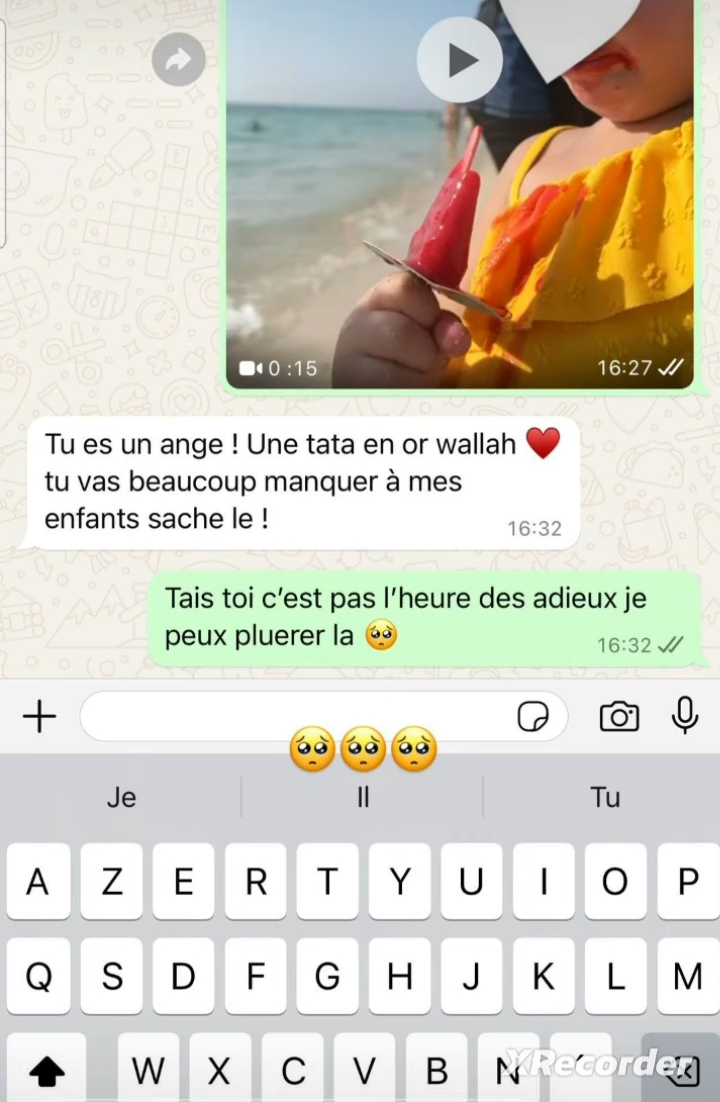 0:15
16:27
Tu es un ange ! Une tata en or wallah ❤️
tu vas beaucoup manquer à mes
enfants sache le !
16:32
Tais toi c'est pas l'heure des adieux je
peux pluerer la 🥺
16:32
🥺🥺🥺
Je Il Tu
A Z E R T Y U I O P
Q S D F G H J K L M
W X C V B N ´
XRecorder